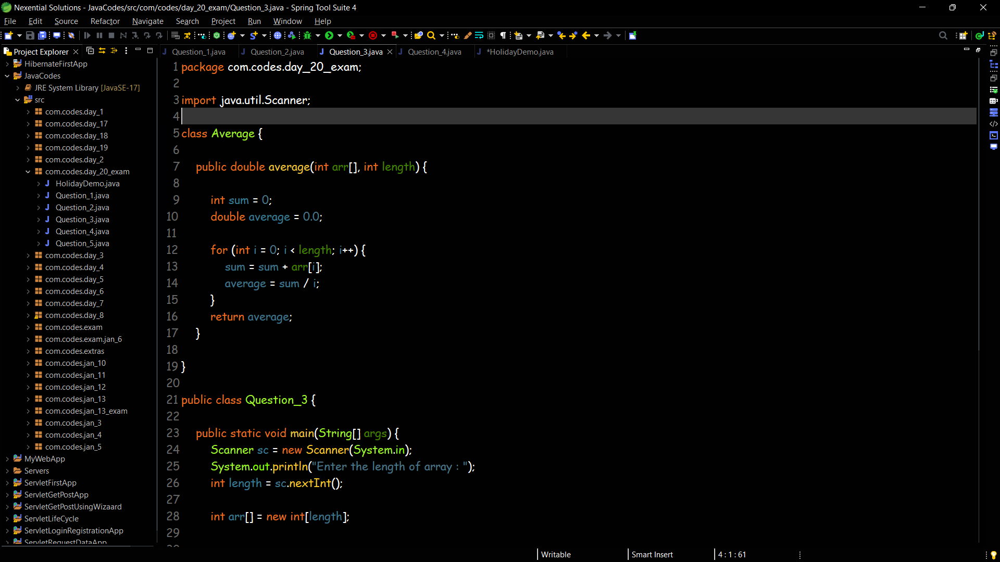 Nexential Solutions - JavaCodes/src/com/codes/day_20_exam/Question_3.java - Spring Tool Suite 4
File Edit Source Refactor Navigate Search Project Run Window Help
Project Explorer
Question_1.java Question_2.java Question_3.java Question_4.java *HolidayDemo.java
HibernateFirstApp
JavaCodes
JRE System Library [JavaSE-17]
src
com.codes.day_1
com.codes.day_17
com.codes.day_18
com.codes.day_19
com.codes.day_2
com.codes.day_20_exam
HolidayDemo.java
Question_1.java
Question_2.java
Question_3.java
Question_4.java
Question_5.java
com.codes.day_3
com.codes.day_4
com.codes.day_5
com.codes.day_6
com.codes.day_7
com.codes.day_8
com.codes.exam
com.codes.exam.jan_6
com.codes.extras
com.codes.jan_10
com.codes.jan_11
com.codes.jan_12
com.codes.jan_13
com.codes.jan_13_exam
com.codes.jan_3
com.codes.jan_4
com.codes.jan_5
MyWebApp
Servers
ServletFirstApp
ServletGetPostApp
ServletGetPostUsingWizaard
ServletLifeCycle
ServletLoginRegistrationApp
ServletRequestDataApp
1 package com.codes.day_20_exam;
2
3 import java.util.Scanner;
4
5 class Average {
6
7 public double average(int arr[], int length) {
8
9 int sum = 0;
10 double average = 0.0;
11
12 for (int i = 0; i < length; i++) {
13 sum = sum + arr[i];
14 average = sum / i;
15 }
16 return average;
17 }
18
19 }
20
21 public class Question_3 {
22
23 public static void main(String[] args) {
24 Scanner sc = new Scanner(System.in);
25 System.out.println("Enter the length of array : ");
26 int length = sc.nextInt();
27
28 int arr[] = new int[length];
29
Writable Smart Insert 4 : 1 : 61